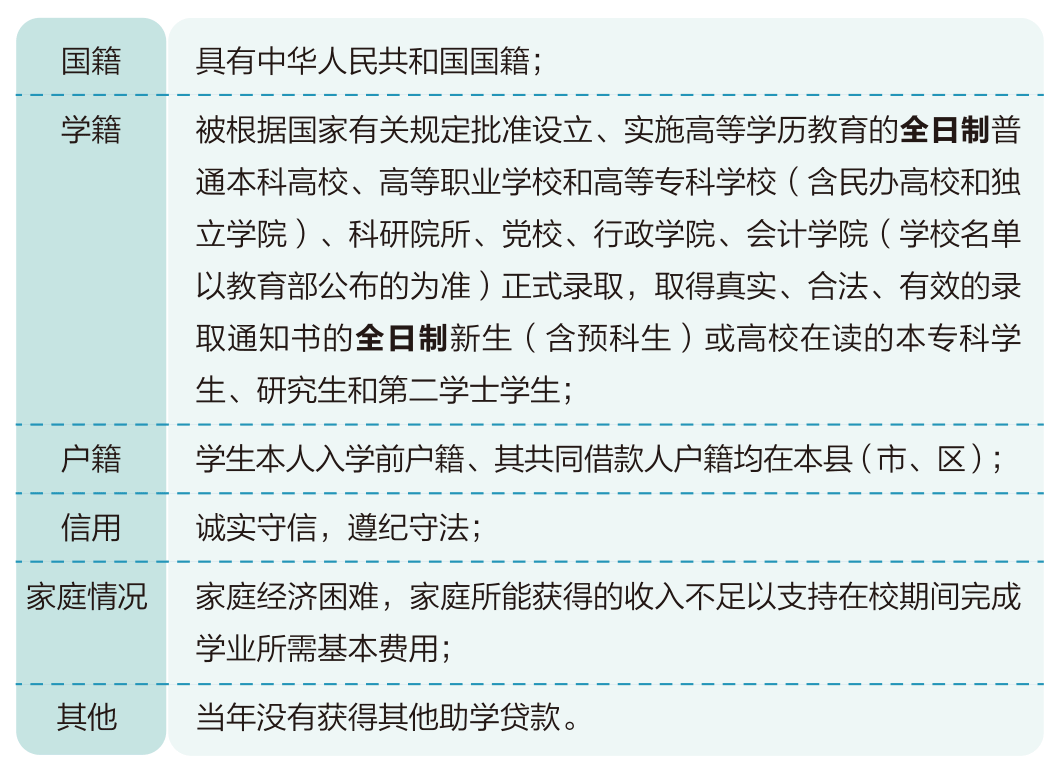 国籍 具有中华人民共和国国籍；
学籍 被根据国家有关规定批准设立、实施高等学历教育的全日制普
通本科高校、高等职业学校和高等专科学校（含民办高校和独
立学院）、科研院所、党校、行政学院、会计学院（学校名单
以教育部公布的为准）正式录取，取得真实、合法、有效的录
取通知书的全日制新生（含预科生）或高校在读的本专科学
生、研究生和第二学士学生；
户籍 学生本人入学前户籍、其共同借款人户籍均在本县（市、区）；
信用 诚实守信，遵纪守法；
家庭情况 家庭经济困难，家庭所能获得的收入不足以支持在校期间完成
学业所需基本费用；
其他 当年没有获得其他助学贷款。